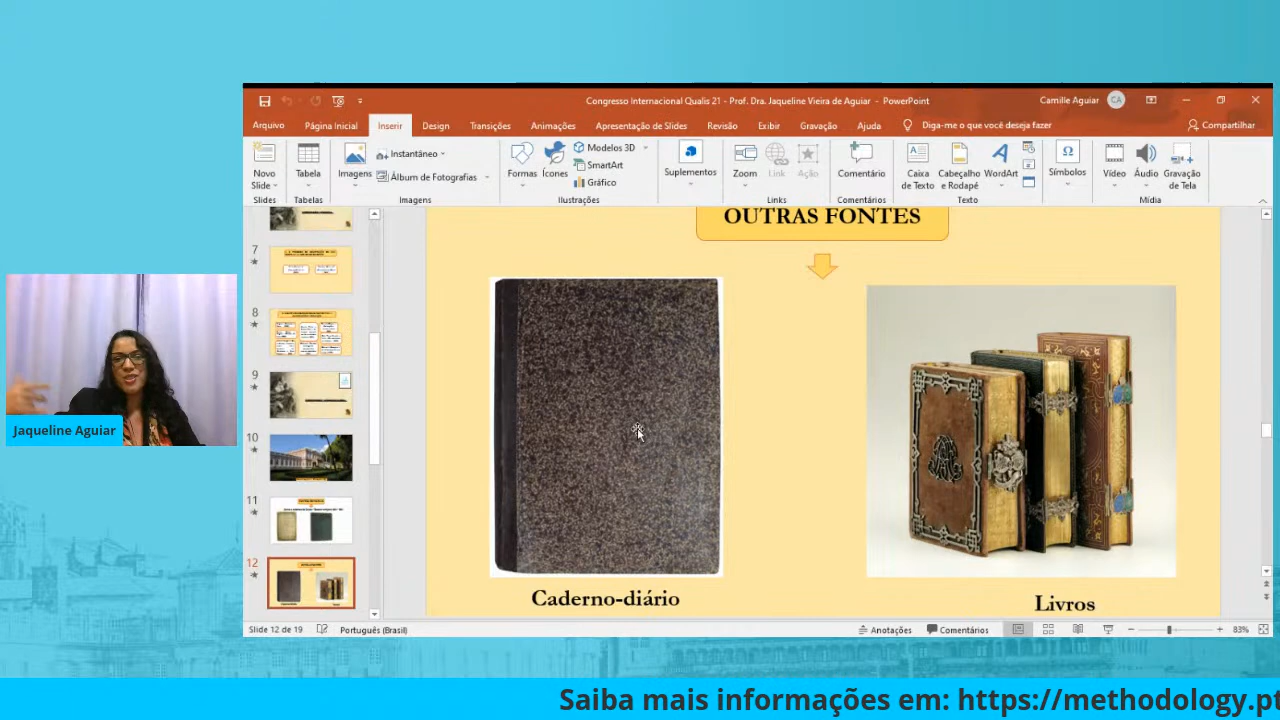 Congresso Internacional Qualis 21 - Prof. Dra. Jaqueline Vieira de Aguiar - PowerPoint
Camille Aguiar
CA
Arquivo
Página Inicial
Inserir
Design
Transições
Animações
Apresentação de Slides
Revisão
Exibir
Gravação
Ajuda
Diga-me o que você deseja fazer
Compartilhar
Novo
Slide
Slides
Tabela
Tabelas
Imagens
Instantâneo
Álbum de Fotografias
Imagens
Formas
Ícones
Modelos 3D
SmartArt
Gráfico
Ilustrações
Suplementos
Zoom
Link
Ação
Links
Comentário
Comentários
Caixa
de Texto
Cabeçalho
e Rodapé
WordArt
Texto
Símbolos
Vídeo
Áudio
Gravação
de Tela
Mídia
7
8
9
10
11
12
OUTRAS FONTES
Caderno-diário
Livros
Jaqueline Aguiar
Slide 12 de 19
Português (Brasil)
Anotações
Comentários
83%
Saiba mais informações em: https://methodology.pt